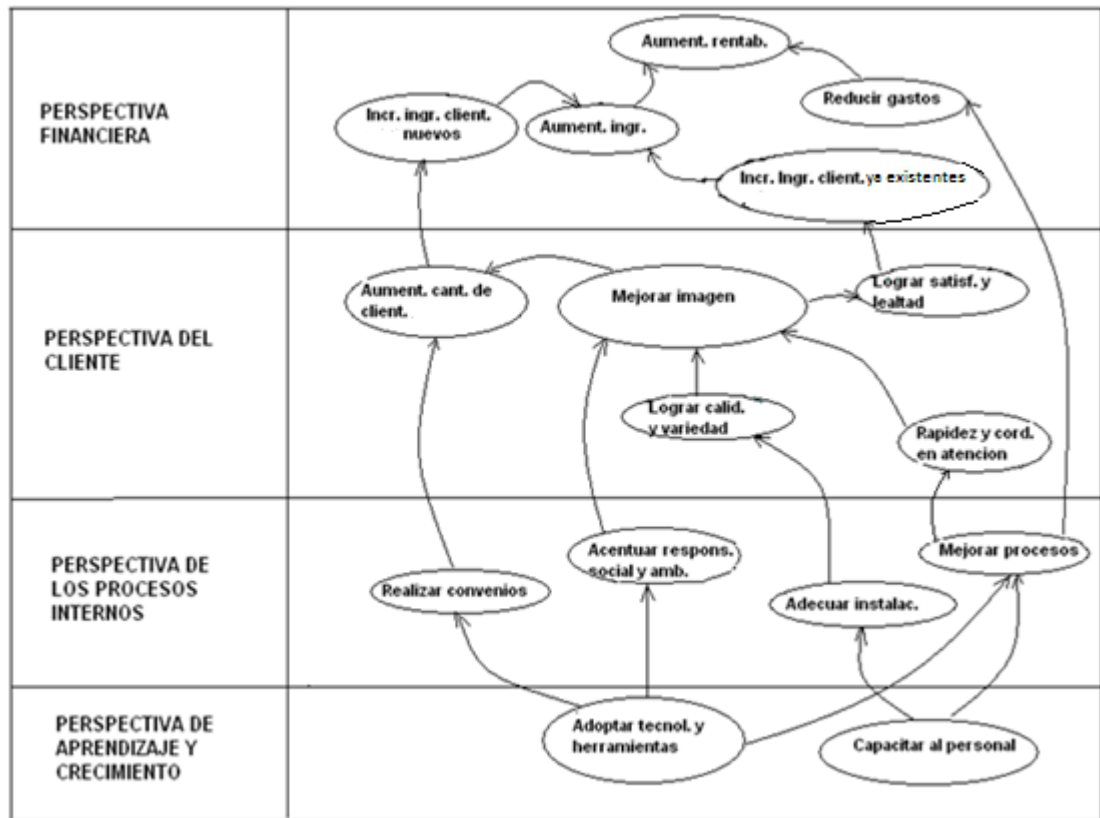 PERSPECTIVA
FINANCIERA
Aument. rentab.
Reducir gastos
Incr. ingr. client.
nuevos
Aument. ingr.
Incr. Ingr. client. ya existentes
PERSPECTIVA DEL
CLIENTE
Aument. cant. de
client.
Mejorar imagen
Lograr satisf. y
lealtad
Lograr calid.
y variedad
Rapidez y cord.
en atencion
PERSPECTIVA DE
LOS PROCESOS
INTERNOS
Realizar convenios
Acentuar respons.
social y amb.
Adecuar instalac.
Mejorar procesos
PERSPECTIVA DE
APRENDIZAJE Y
CRECIMIENTO
Adoptar tecnol. y
herramientas
Capacitar al personal